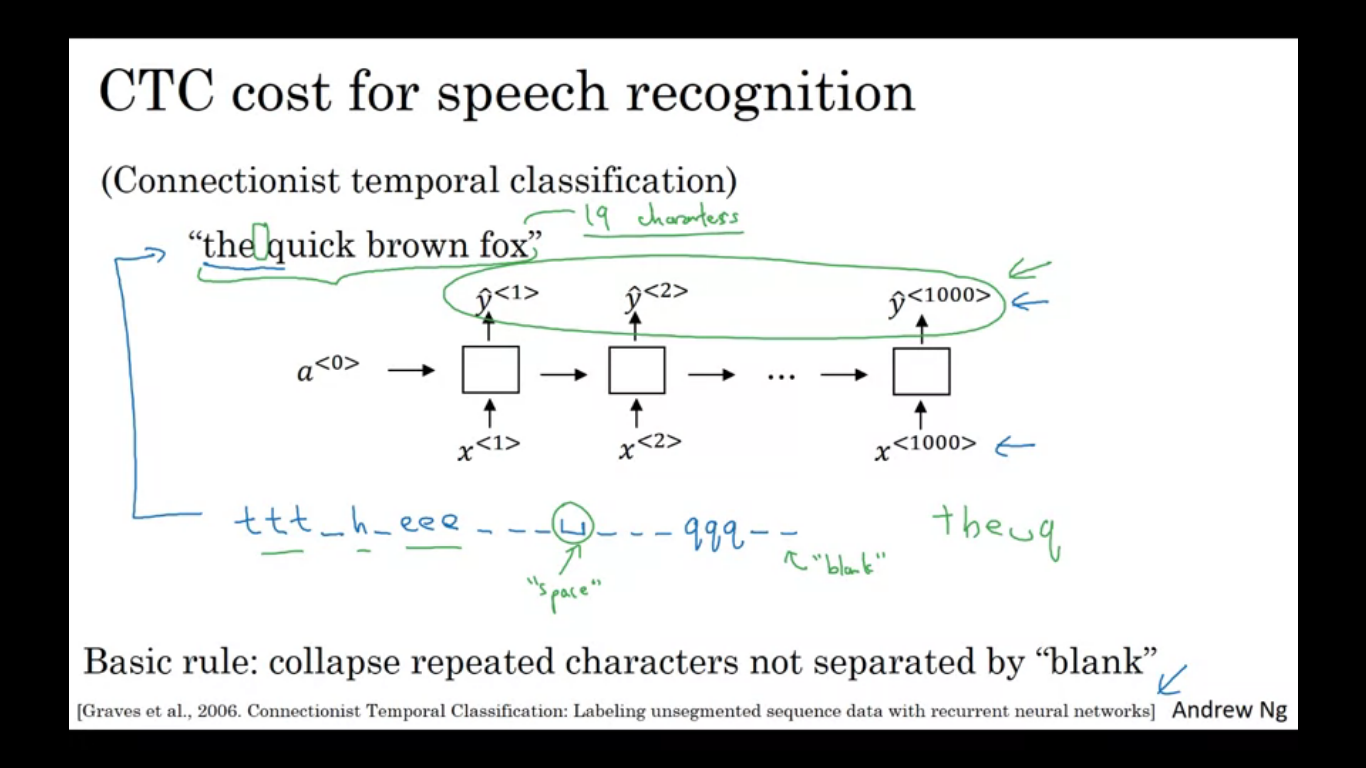 CTC cost for speech recognition
(Connectionist temporal classification)
19 characters
“the quick brown fox”
ŷ<1> ŷ<2> ŷ<1000>
a<0> ...
x<1> x<2> x<1000>
ttt_h_eee___␣___qqq__ the␣q
"blank"
"space"
Basic rule: collapse repeated characters not separated by “blank”
[Graves et al., 2006. Connectionist Temporal Classification: Labeling unsegmented sequence data with recurrent neural networks] Andrew Ng